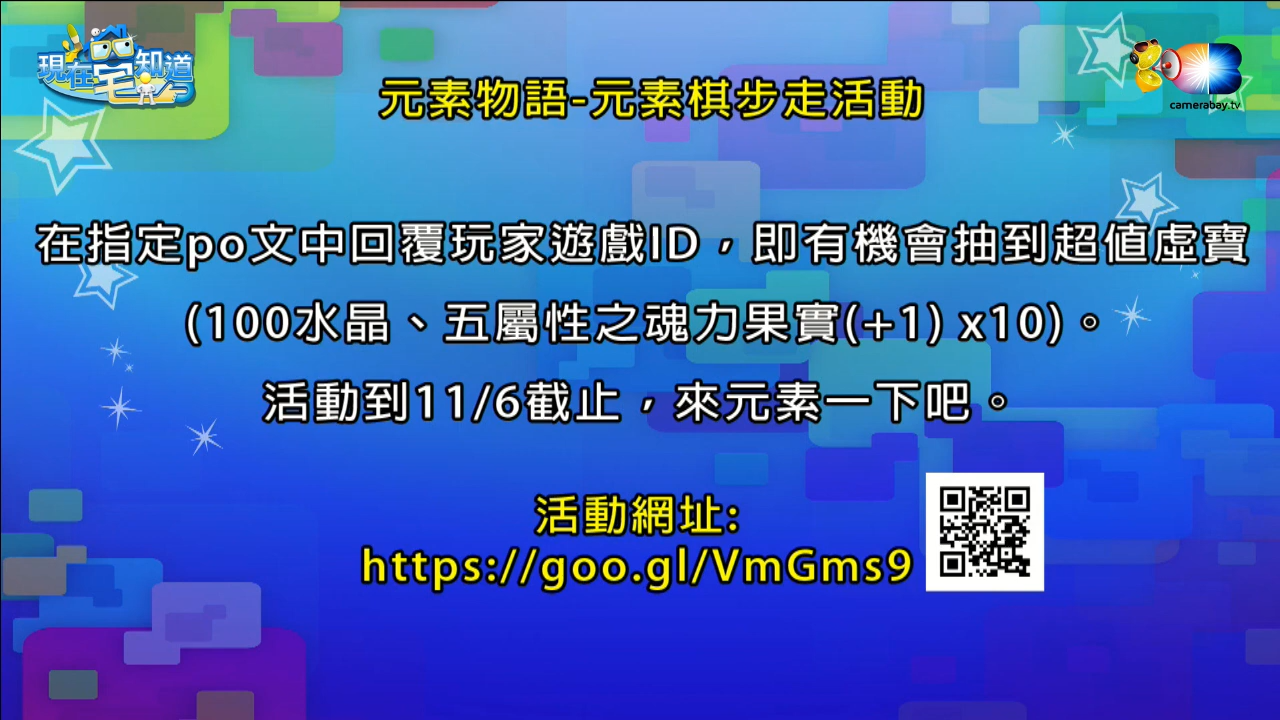 現在宅知道
camerabay.tv
元素物語-元素棋步走活動
在指定po文中回覆玩家遊戲ID，即有機會抽到超值虛寶
(100水晶、五屬性之魂力果實(+1) x10)。
活動到11/6截止，來元素一下吧。
活動網址:
https://goo.gl/VmGms9